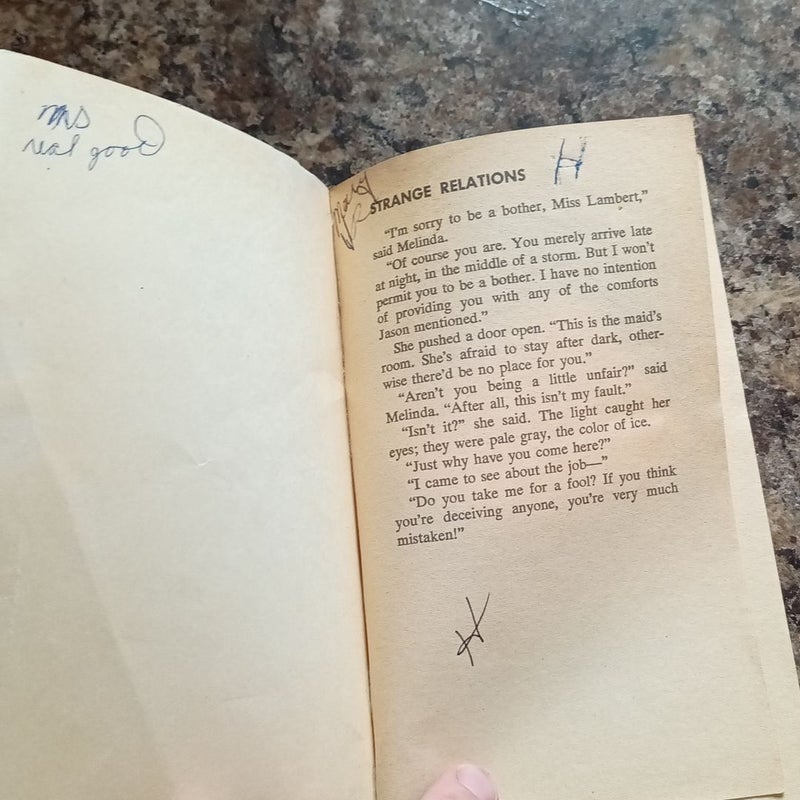 MS
real good
H
STRANGE RELATIONS
“I’m sorry to be a bother, Miss Lambert,”
said Melinda.
“Of course you are. You merely arrive late
at night, in the middle of a storm. But I won’t
permit you to be a bother. I have no intention
of providing you with any of the comforts
Jason mentioned.”
She pushed a door open. “This is the maid’s
room. She’s afraid to stay after dark, other-
wise there’d be no place for you.”
“Aren’t you being a little unfair?” said
Melinda. “After all, this isn’t my fault.”
“Isn’t it?” she said. The light caught her
eyes; they were pale gray, the color of ice.
“Just why have you come here?”
“I came to see about the job—”
“Do you take me for a fool? If you think
you’re deceiving anyone, you’re very much
mistaken!”
H